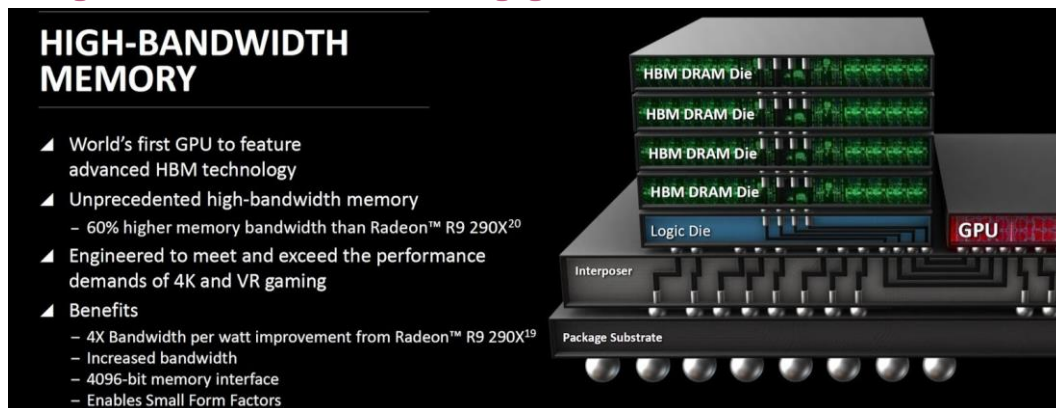 HIGH-BANDWIDTH
MEMORY
◢ World’s first GPU to feature
advanced HBM technology
◢ Unprecedented high-bandwidth memory
– 60% higher memory bandwidth than Radeon™ R9 290X²⁰
◢ Engineered to meet and exceed the performance
demands of 4K and VR gaming
◢ Benefits
– 4X Bandwidth per watt improvement from Radeon™ R9 290X¹⁹
– Increased bandwidth
– 4096-bit memory interface
– Enables Small Form Factors
HBM DRAM Die
HBM DRAM Die
HBM DRAM Die
HBM DRAM Die
Logic Die
GPU
Interposer
Package Substrate